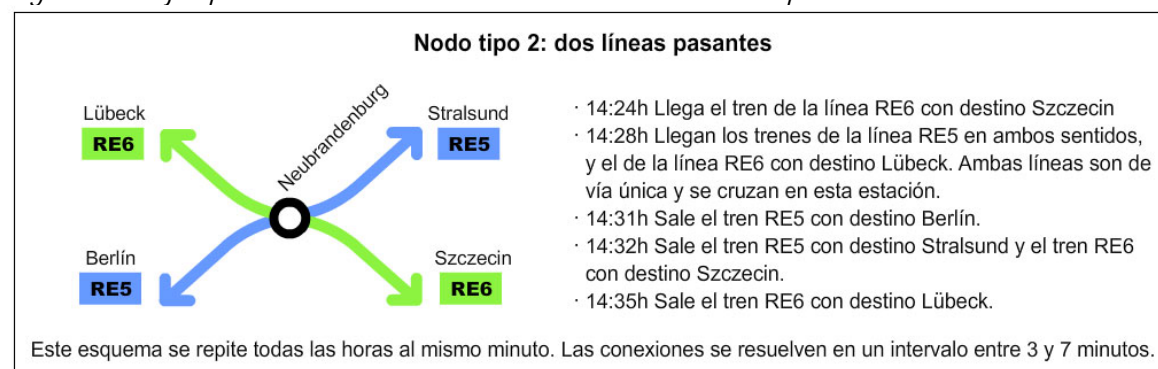 Nodo tipo 2: dos líneas pasantes
Lübeck
RE6
Neubrandenburg
Stralsund
RE5
Berlín
RE5
Szczecin
RE6
· 14:24h Llega el tren de la línea RE6 con destino Szczecin
· 14:28h Llegan los trenes de la línea RE5 en ambos sentidos,
y el de la línea RE6 con destino Lübeck. Ambas líneas son de
vía única y se cruzan en esta estación.
· 14:31h Sale el tren RE5 con destino Berlín.
· 14:32h Sale el tren RE5 con destino Stralsund y el tren RE6
con destino Szczecin.
· 14:35h Sale el tren RE6 con destino Lübeck.
Este esquema se repite todas las horas al mismo minuto. Las conexiones se resuelven en un intervalo entre 3 y 7 minutos.